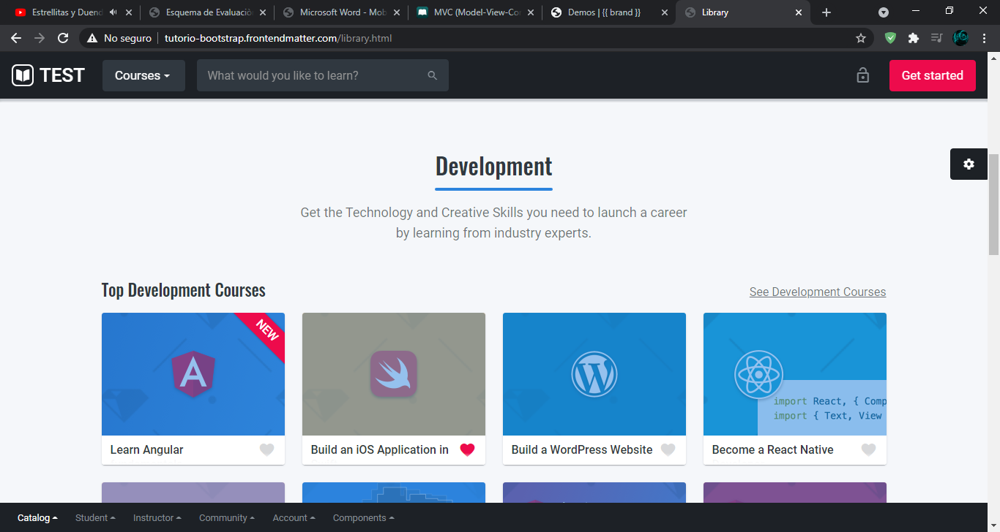 Estrellitas y Duend
Esquema de Evaluación
Microsoft Word - Mob
MVC (Model-View-Con
Demos | {{ brand }}
Library
No seguro
tutorio-bootstrap.frontendmatter.com/library.html
TEST
Courses
What would you like to learn?
Get started
Development
Get the Technology and Creative Skills you need to launch a career
by learning from industry experts.
Top Development Courses
See Development Courses
NEW
import React, { Comp
import { Text, View
Learn Angular
Build an iOS Application in
Build a WordPress Website
Become a React Native
Catalog
Student
Instructor
Community
Account
Components